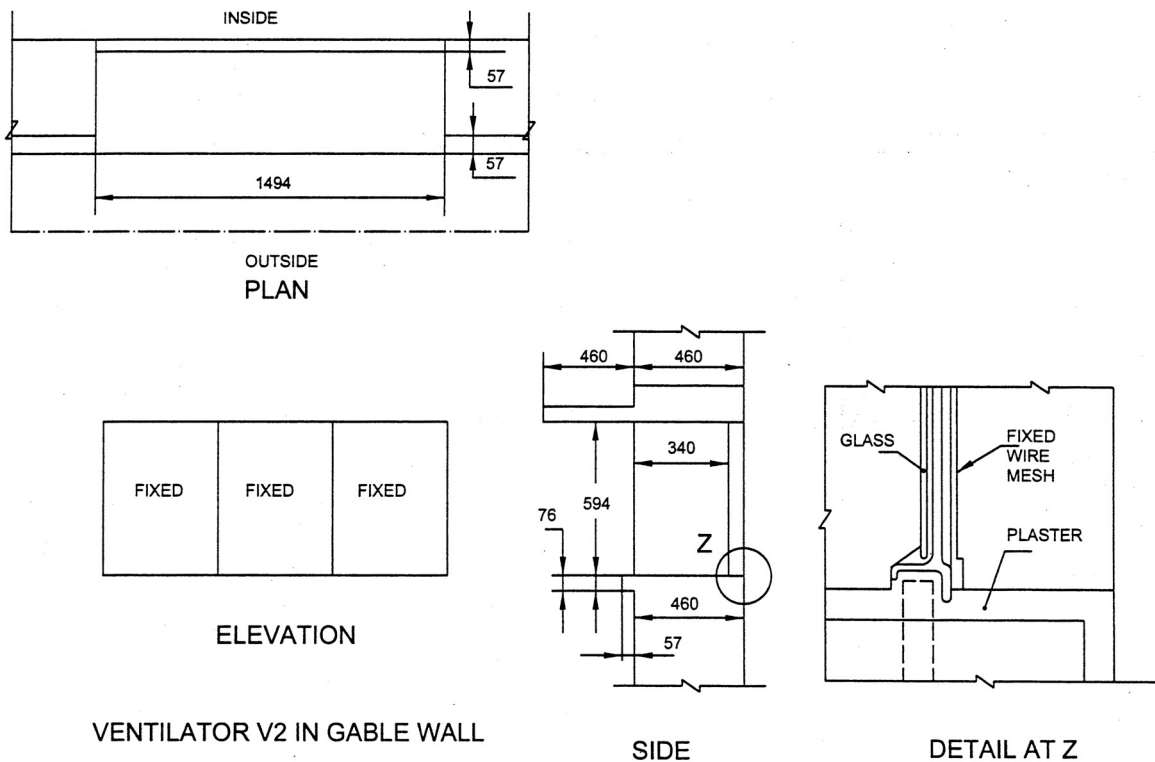 INSIDE
57
57
1494
OUTSIDE
PLAN
460
460
340
594
76
Z
460
57
SIDE
FIXED
FIXED
FIXED
ELEVATION
VENTILATOR V2 IN GABLE WALL
GLASS
FIXED
WIRE
MESH
PLASTER
DETAIL AT Z